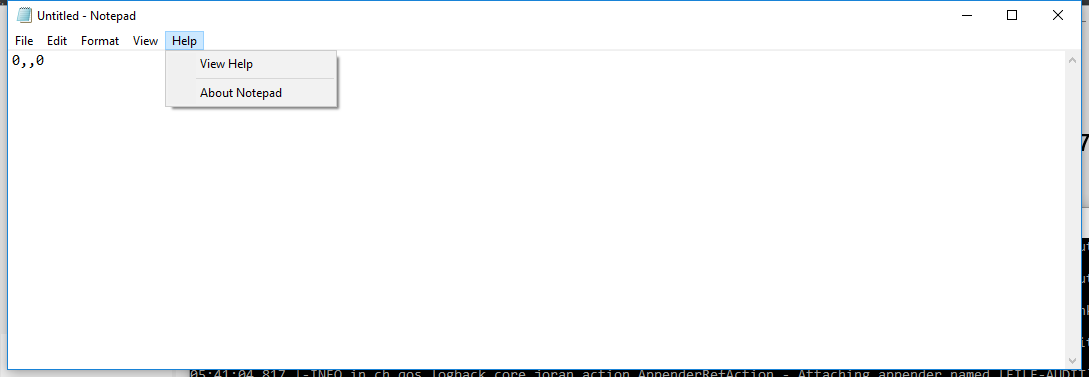 Untitled - Notepad
File Edit Format View Help
0,,0
View Help
About Notepad
7
05:41:04,817 |-INFO in ch.qos.logback.core.joran.action.AppenderRefAction - Attaching appender named [FILE-AUDIT